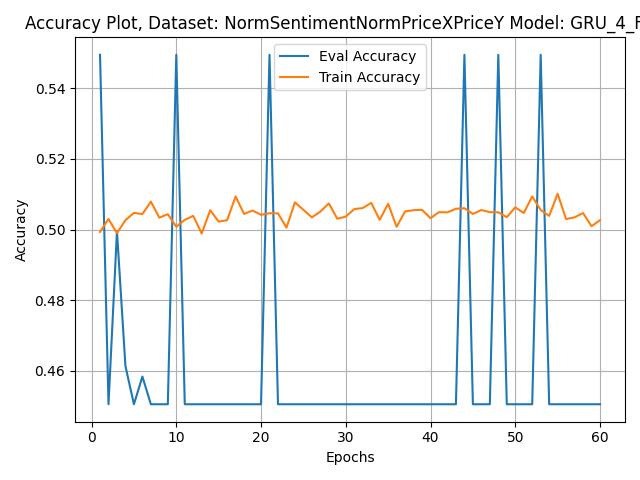 Accuracy Plot, Dataset: NormSentimentNormPriceXPriceY Model: GRU_4_F
Eval Accuracy
Train Accuracy
0.54
0.52
0.50
0.48
0.46
Accuracy
0 10 20 30 40 50 60
Epochs